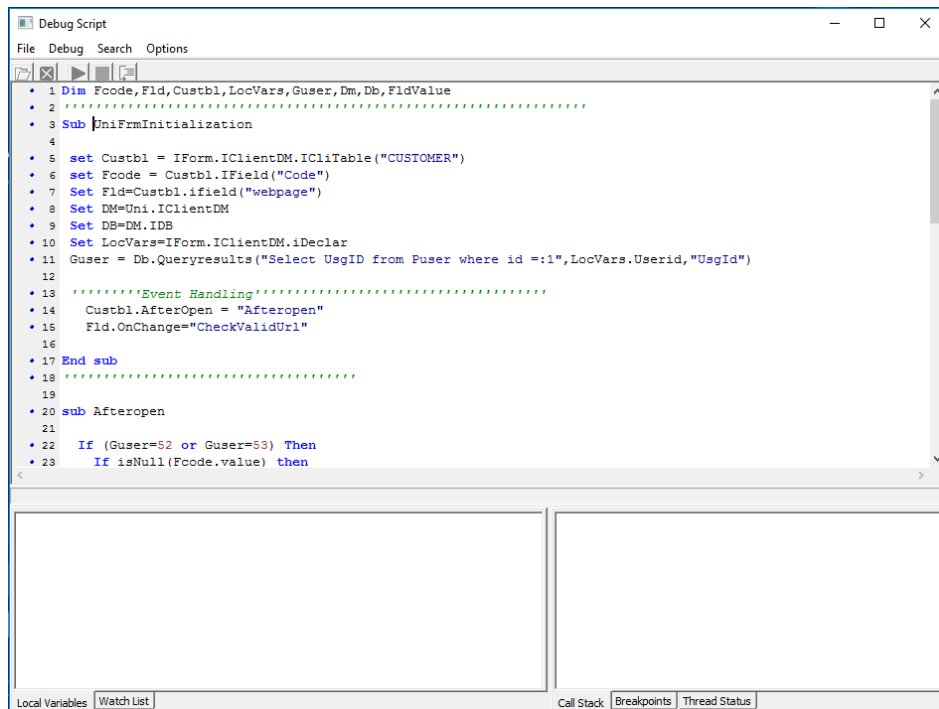 Debug Script
File Debug Search Options
1 Dim Fcode,Fld,Custbl,LocVars,Guser,Dm,Db,FldValue
2 ''''''''''''''''''''''''''''''''''''''''''''''''''''''''''''''''''
3 Sub UniFrmInitialization
4
5 set Custbl = IForm.IClientDM.ICliTable("CUSTOMER")
6 set Fcode = Custbl.IField("Code")
7 Set Fld=Custbl.ifield("webpage")
8 Set DM=Uni.IClientDM
9 Set DB=DM.IDB
10 Set LocVars=IForm.IClientDM.iDeclar
11 Guser = Db.Queryresults("Select UsgID from Puser where id =:1",LocVars.Userid,"UsgId")
12
13 '''''''''Event Handling'''''''''''''''''''''''''''''''''''''
14 Custbl.AfterOpen = "Afteropen"
15 Fld.OnChange="CheckValidUrl"
16
17 End sub
18 '''''''''''''''''''''''''''''''''''''
19
20 sub Afteropen
21
22 If (Guser=52 or Guser=53) Then
23 If isNull(Fcode.value) then
Local Variables Watch List Call Stack Breakpoints Thread Status